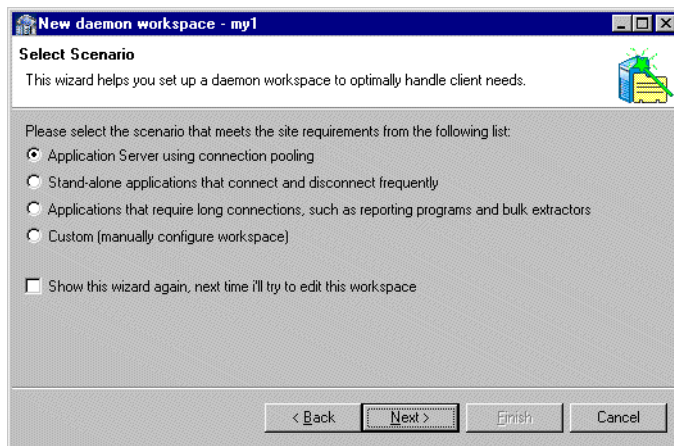 New daemon workspace - my1
Select Scenario
This wizard helps you set up a daemon workspace to optimally handle client needs.
Please select the scenario that meets the site requirements from the following list:
Application Server using connection pooling
Stand-alone applications that connect and disconnect frequently
Applications that require long connections, such as reporting programs and bulk extractors
Custom (manually configure workspace)
Show this wizard again, next time i'll try to edit this workspace
< Back Next > Finish Cancel